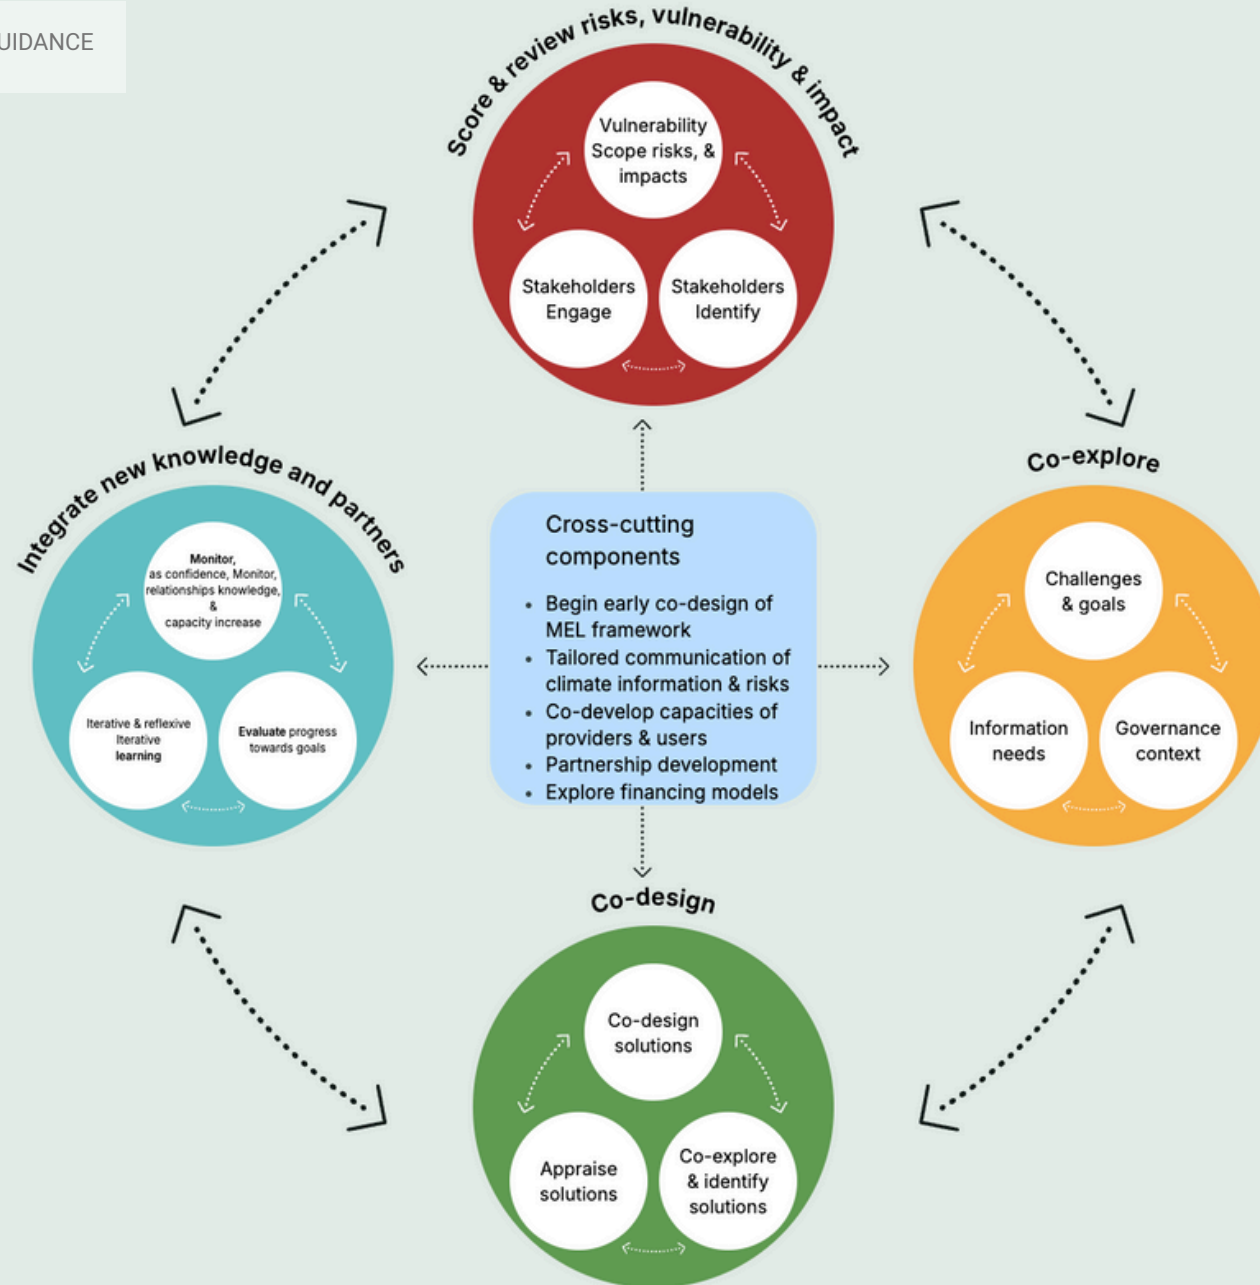 UIDANCE
Score & review risks, vulnerability & impact
Vulnerability
Scope risks, &
impacts
Stakeholders
Engage
Stakeholders
Identify
Integrate new knowledge and partners
Monitor,
as confidence, Monitor,
relationships knowledge,
&
capacity increase
Iterative & reflexive
Iterative
learning
Evaluate progress
towards goals
Cross-cutting
components
• Begin early co-design of
MEL framework
• Tailored communication of
climate information & risks
• Co-develop capacities of
providers & users
• Partnership development
• Explore financing models
Co-explore
Challenges
& goals
Information
needs
Governance
context
Co-design
Co-design
solutions
Appraise
solutions
Co-explore
& identify
solutions